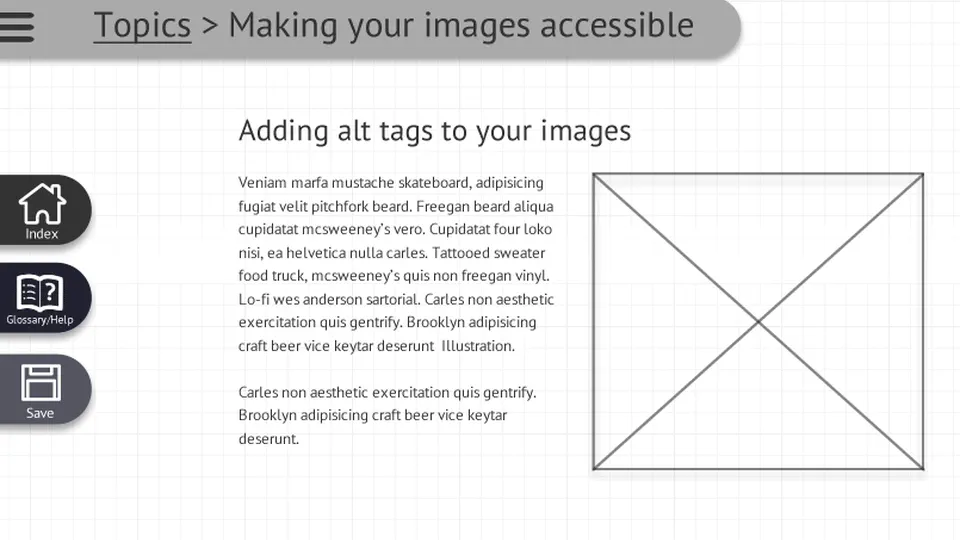 Topics > Making your images accessible
Adding alt tags to your images
Veniam marfa mustache skateboard, adipisicing
fugiat velit pitchfork beard. Freegan beard aliqua
cupidatat mcsweeney's vero. Cupidatat four loko
nisi, ea helvetica nulla carles. Tattooed sweater
food truck, mcsweeney's quis non freegan vinyl.
Lo-fi wes anderson sartorial. Carles non aesthetic
exercitation quis gentrify. Brooklyn adipisicing
craft beer vice keytar deserunt Illustration.
Carles non aesthetic exercitation quis gentrify.
Brooklyn adipisicing craft beer vice keytar
deserunt.
Index
Glossary/Help
Save